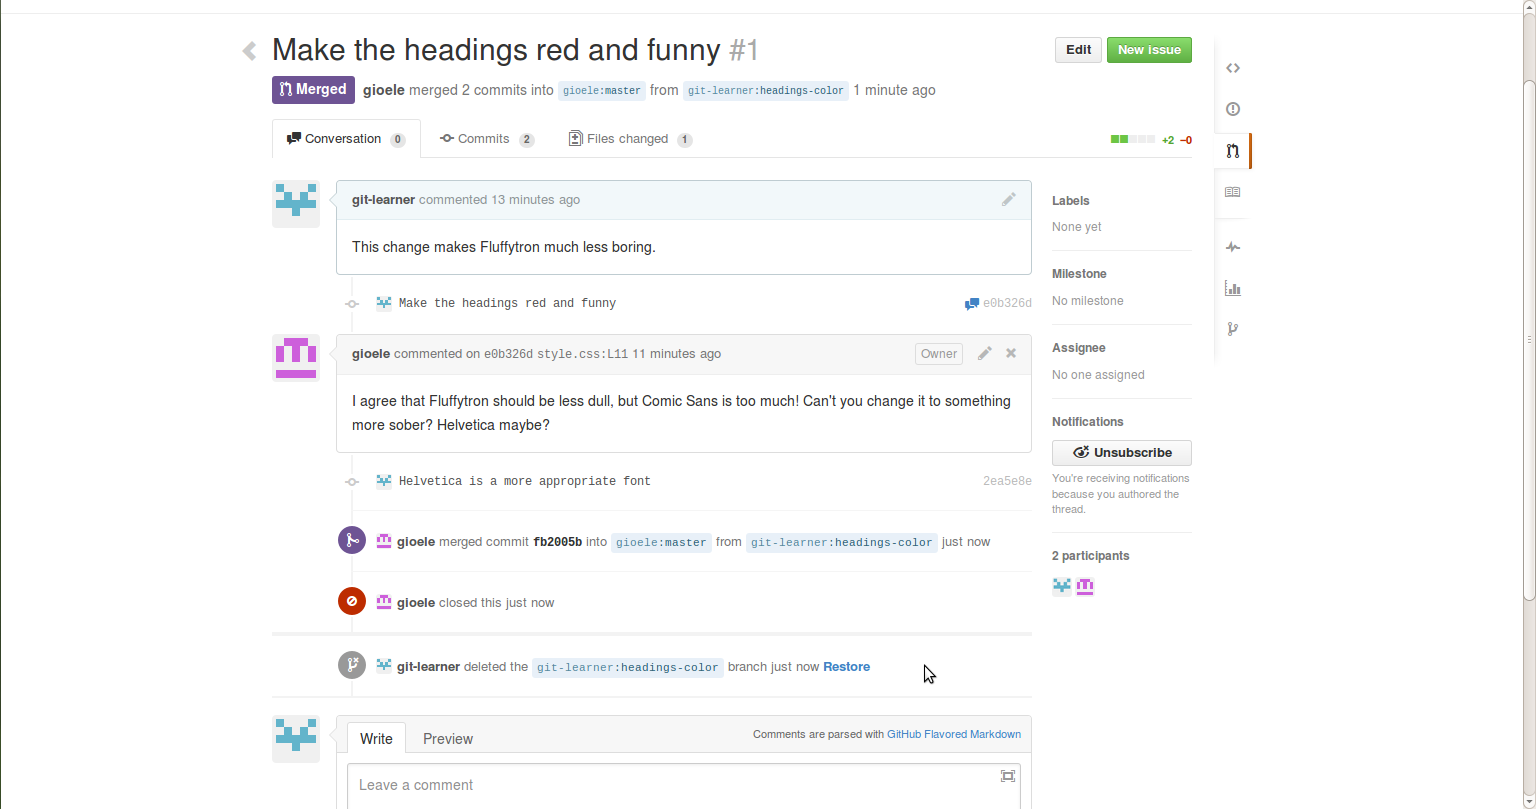 Make the headings red and funny #1
Edit
New issue
Merged gioele merged 2 commits into gioele:master from git-learner:headings-color 1 minute ago
Conversation 0
Commits 2
Files changed 1
+2 −0
git-learner commented 13 minutes ago
This change makes Fluffytron much less boring.
Make the headings red and funny e0b326d
gioele commented on e0b326d style.css:L11 11 minutes ago Owner
I agree that Fluffytron should be less dull, but Comic Sans is too much! Can't you change it to something
more sober? Helvetica maybe?
Helvetica is a more appropriate font 2ea5e8e
gioele merged commit fb2005b into gioele:master from git-learner:headings-color just now
gioele closed this just now
git-learner deleted the git-learner:headings-color branch just now Restore
Write
Preview
Comments are parsed with GitHub Flavored Markdown
Leave a comment
Labels
None yet
Milestone
No milestone
Assignee
No one assigned
Notifications
Unsubscribe
You're receiving notifications
because you authored the
thread.
2 participants